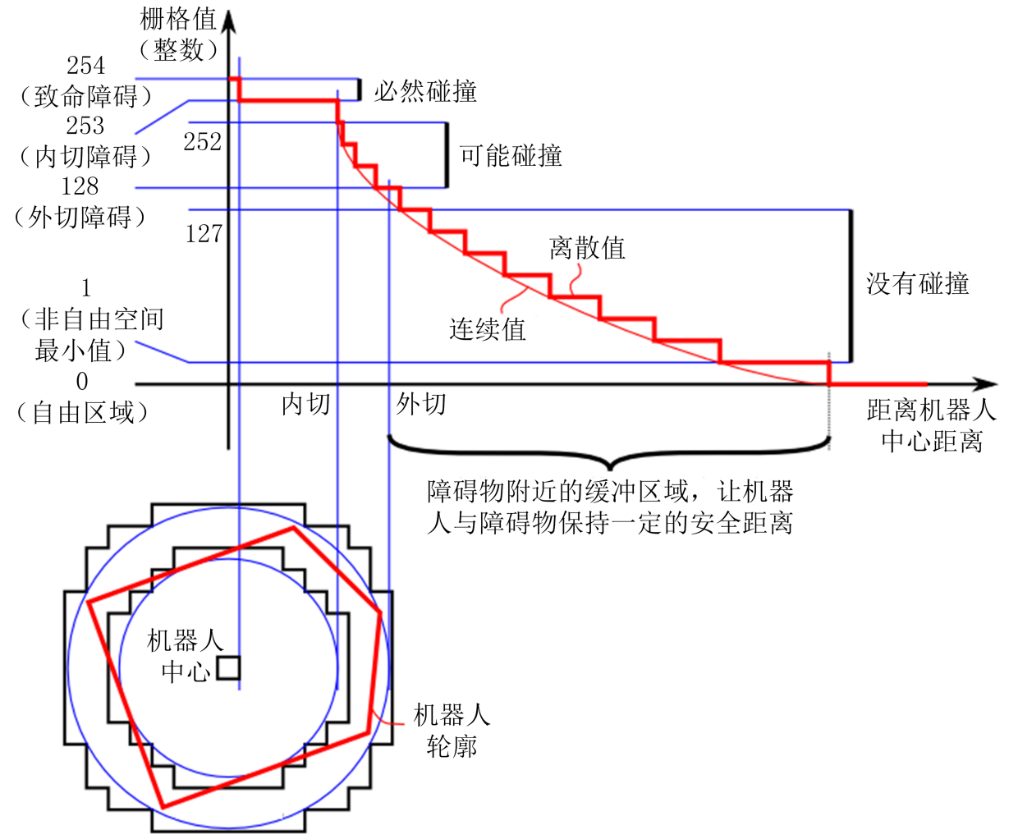 栅格值
（整数）
254
（致命障碍）
253
（内切障碍）
252
128
（外切障碍）
127
1
（非自由空间
最小值）
0
（自由区域）
必然碰撞
可能碰撞
没有碰撞
离散值
连续值
内切
外切
距离机器人
中心距离
障碍物附近的缓冲区域，让机器
人与障碍物保持一定的安全距离
机器人
中心
机器人
轮廓